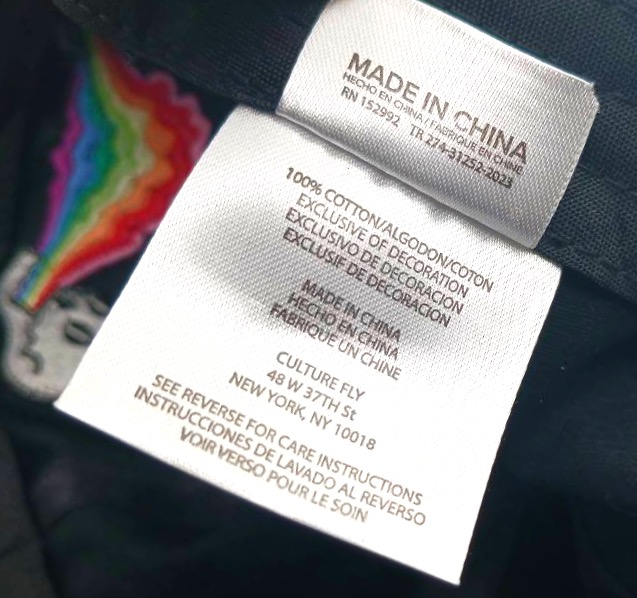 MADE IN CHINA
HECHO EN CHINA / FABRIQUE EN CHINE
RN 152992 TR 274-31252-2023
100% COTTON/ALGODON/COTON
EXCLUSIVE OF DECORATION
EXCLUSIVO DE DECORACION
EXCLUSIF DE DECORACION
MADE IN CHINA
HECHO EN CHINA
FABRIQUE UN CHINE
CULTURE FLY
48 W 37TH St
NEW YORK, NY 10018
SEE REVERSE FOR CARE INSTRUCTIONS
INSTRUCCIONES DE LAVADO AL REVERSO
VOIR VERSO POUR LE SOIN